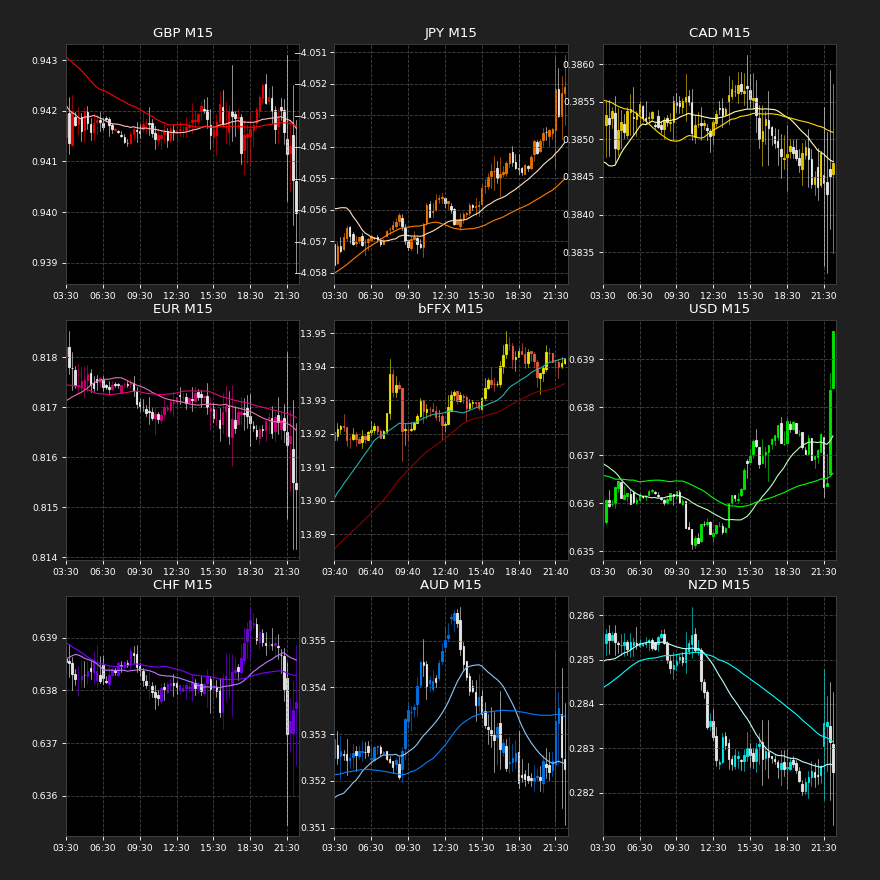 GBP M15
0.943
0.942
0.941
0.940
0.939
03:30 06:30 09:30 12:30 15:30 18:30 21:30
JPY M15
−4.051
−4.052
−4.053
−4.054
−4.055
−4.056
−4.057
−4.058
03:30 06:30 09:30 12:30 15:30 18:30 21:30
CAD M15
0.3860
0.3855
0.3850
0.3845
0.3840
0.3835
03:30 06:30 09:30 12:30 15:30 18:30 21:30
EUR M15
0.818
0.817
0.816
0.815
0.814
03:30 06:30 09:30 12:30 15:30 18:30 21:30
bFFX M15
13.95
13.94
13.93
13.92
13.91
13.90
13.89
03:40 06:40 09:40 12:40 15:40 18:40 21:40
USD M15
0.639
0.638
0.637
0.636
0.635
03:30 06:30 09:30 12:30 15:30 18:30 21:30
CHF M15
0.639
0.638
0.637
0.636
03:30 06:30 09:30 12:30 15:30 18:30 21:30
AUD M15
0.355
0.354
0.353
0.352
0.351
03:30 06:30 09:30 12:30 15:30 18:30 21:30
NZD M15
0.286
0.285
0.284
0.283
0.282
03:30 06:30 09:30 12:30 15:30 18:30 21:30